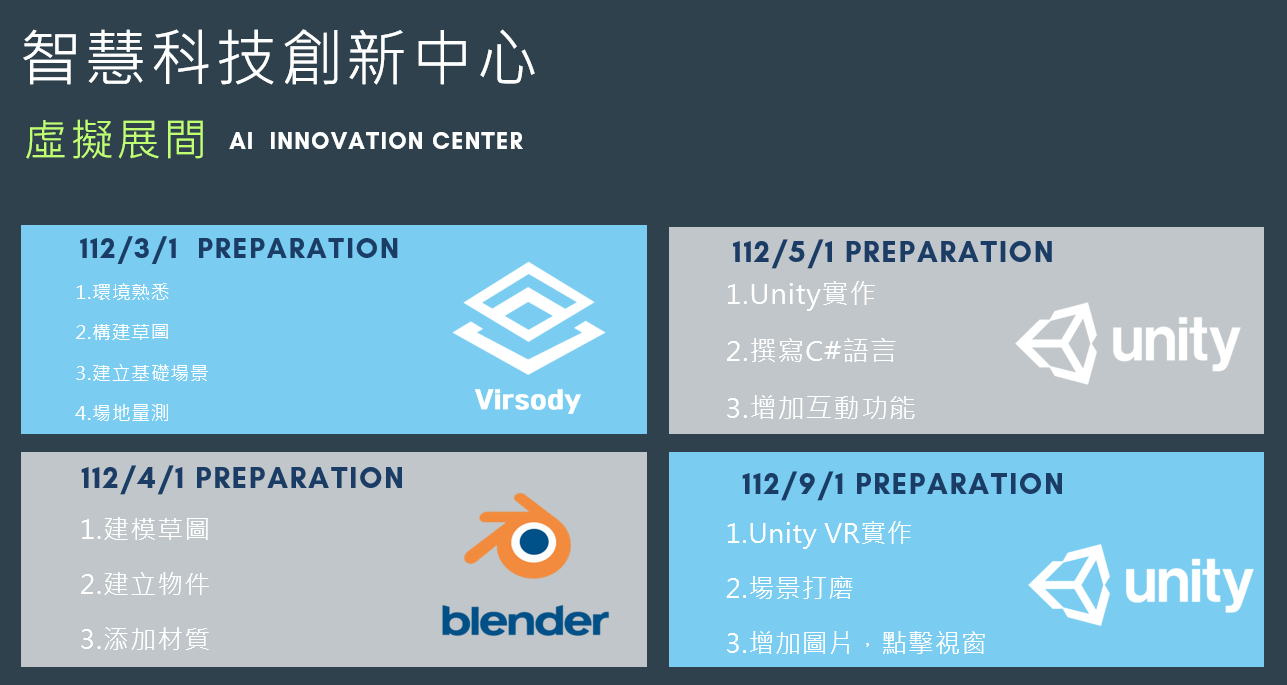 智慧科技創新中心
虛擬展間 AI INNOVATION CENTER
112/3/1 PREPARATION
1.環境熟悉
2.構建草圖
3.建立基礎場景
4.場地量測
Virsody
112/5/1 PREPARATION
1.Unity實作
2.撰寫C#語言
3.增加互動功能
unity
112/4/1 PREPARATION
1.建模草圖
2.建立物件
3.添加材質
blender
112/9/1 PREPARATION
1.Unity VR實作
2.場景打磨
3.增加圖片，點擊視窗
unity